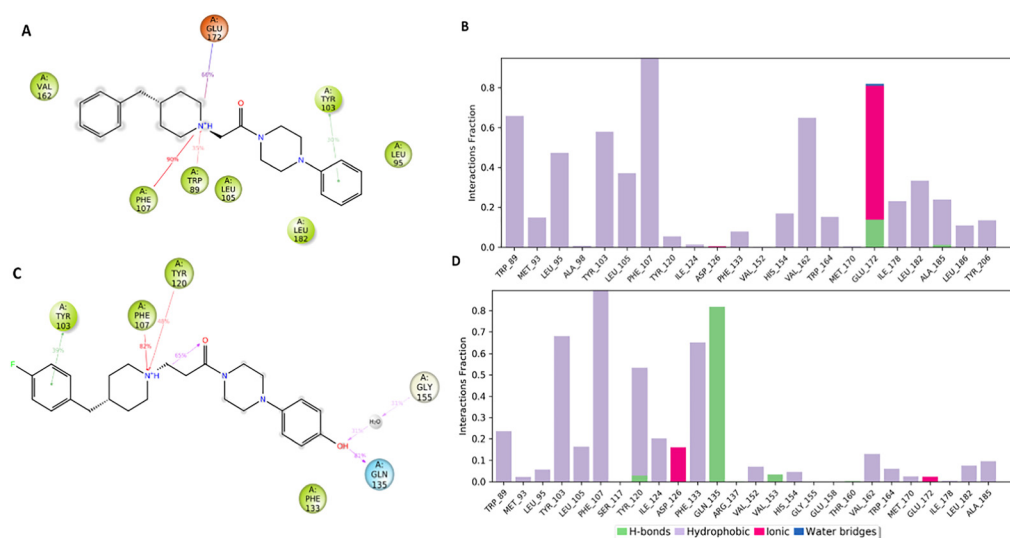 A
A:
GLU
172
A:
VAL
162
66%
A:
TYR
103
O
N
+H
N
N
90%
A:
LEU
95
A:
TRP
89
A:
LEU
105
A:
PHE
107
A:
LEU
182
B
Interactions Fraction
0.8
0.6
0.4
0.2
0.0
TRP_89
MET_93
LEU_95
ALA_98
TYR_103
LEU_105
PHE_107
TYR_120
ILE_124
ASP_126
PHE_133
VAL_152
HIS_154
VAL_162
TRP_164
MET_170
GLU_172
ILE_178
LEU_182
ALA_185
LEU_186
TYR_206
C
A:
TYR
120
A:
TYR
103
A:
PHE
107
39%
82%
65%
O
F
N
+H
N
N
A:
GLY
155
H₂O
31%
OH
81%
A:
GLN
135
A:
PHE
133
D
Interactions Fraction
0.8
0.7
0.6
0.5
0.4
0.3
0.2
0.1
0.0
TRP_89
MET_93
LEU_95
TYR_103
LEU_105
PHE_107
SER_117
TYR_120
ILE_124
ASP_126
PHE_133
GLN_135
ARG_137
VAL_152
VAL_153
HIS_154
GLY_155
GLU_158
THR_160
VAL_162
TRP_164
MET_170
GLU_172
ILE_178
LEU_182
ALA_185
H-bonds Hydrophobic Ionic Water bridges